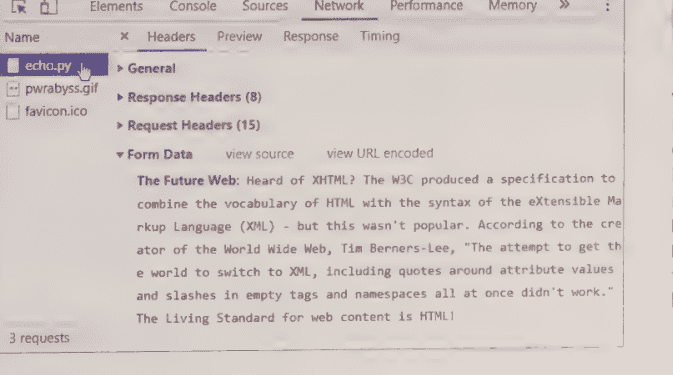 Elements Console Sources Network Performance Memory »
Name × Headers Preview Response Timing
echo.py
pwrabyss.gif
favicon.ico
General
Response Headers (8)
Request Headers (15)
Form Data view source view URL encoded
The Future Web: Heard of XHTML? The W3C produced a specification to
combine the vocabulary of HTML with the syntax of the eXtensible Ma
rkup Language (XML) - but this wasn't popular. According to the cre
ator of the World Wide Web, Tim Berners-Lee, "The attempt to get th
e world to switch to XML, including quotes around attribute values
and slashes in empty tags and namespaces all at once didn't work."
The Living Standard for web content is HTML!
3 requests